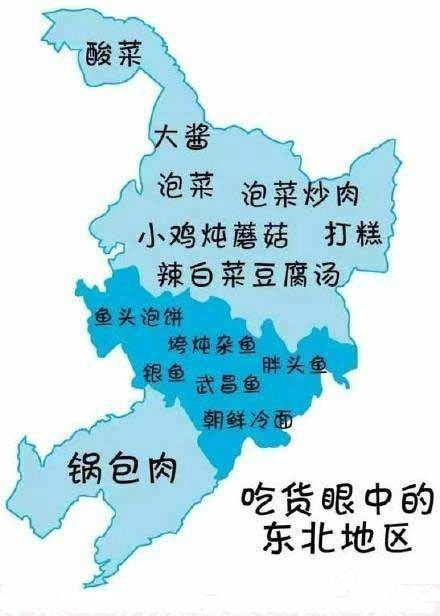 酸菜
大酱
泡菜
泡菜炒肉
小鸡炖蘑菇
打糕
辣白菜豆腐汤
鱼头泡饼
垮炖杂鱼
胖头鱼
银鱼
武昌鱼
朝鲜冷面
锅包肉
吃货眼中的
东北地区